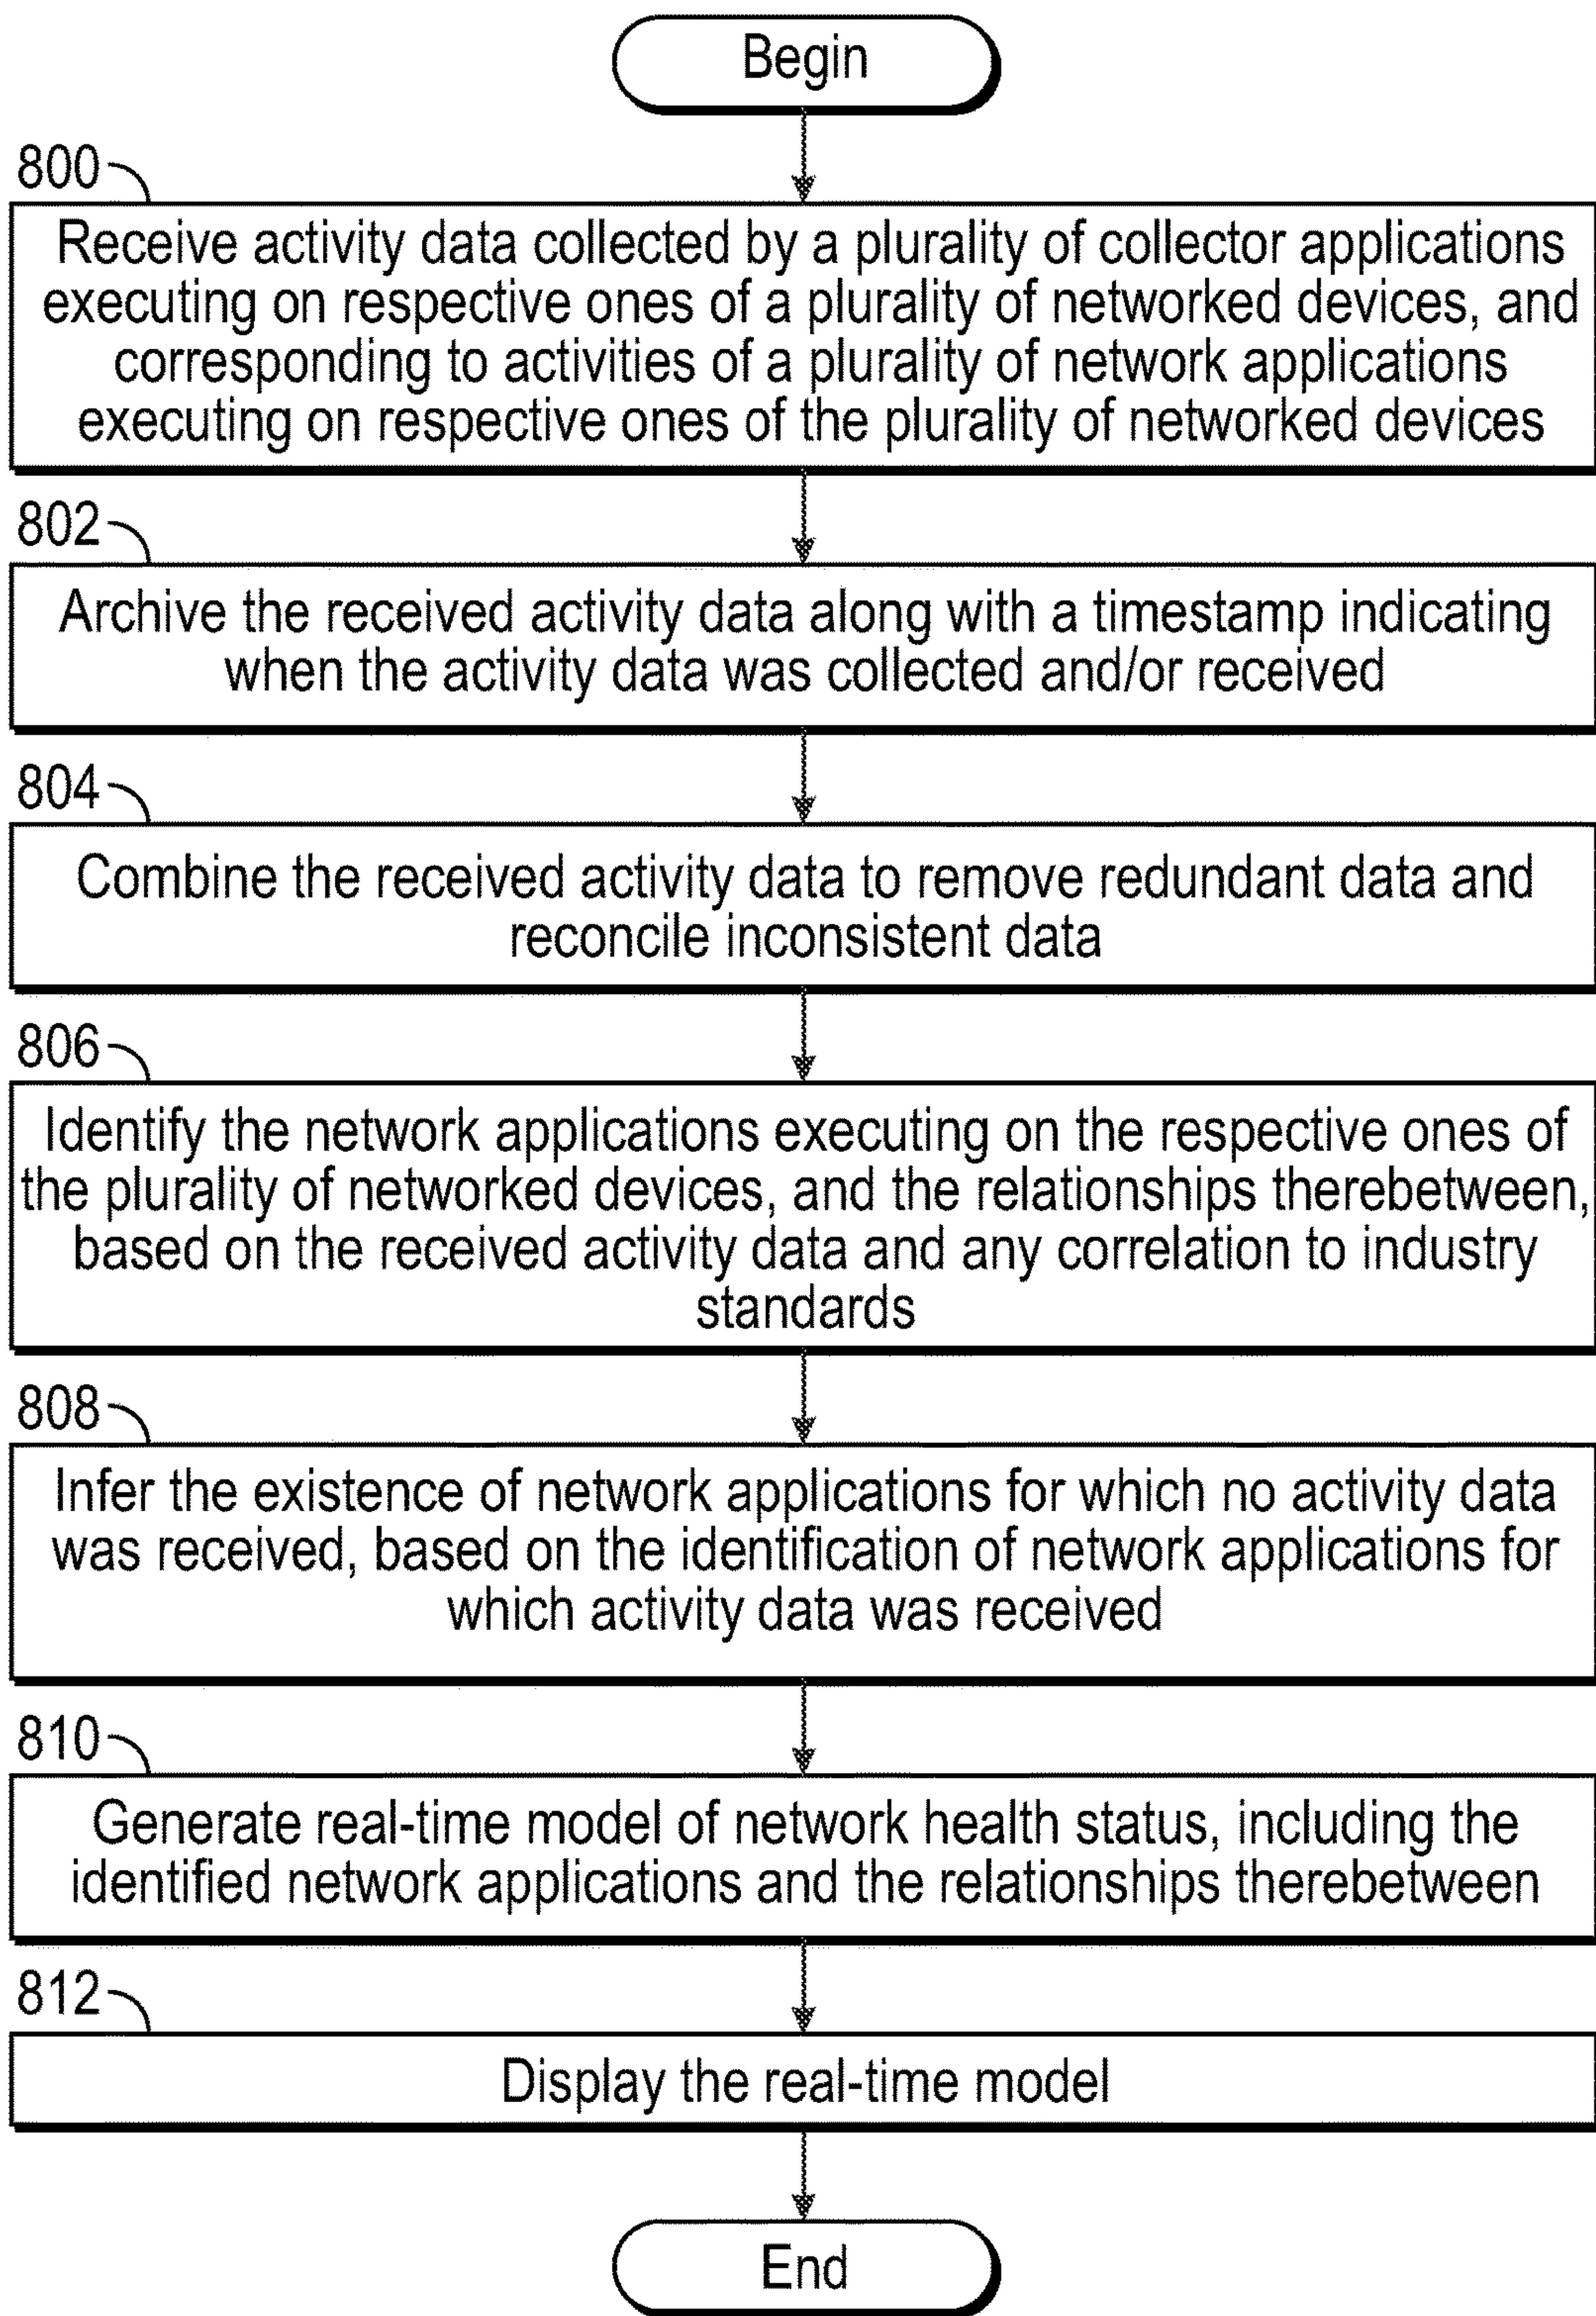 Begin
800
Receive activity data collected by a plurality of collector applications
executing on respective ones of a plurality of networked devices, and
corresponding to activities of a plurality of network applications
executing on respective ones of the plurality of networked devices
802
Archive the received activity data along with a timestamp indicating
when the activity data was collected and/or received
804
Combine the received activity data to remove redundant data and
reconcile inconsistent data
806
Identify the network applications executing on the respective ones of
the plurality of networked devices, and the relationships therebetween,
based on the received activity data and any correlation to industry
standards
808
Infer the existence of network applications for which no activity data
was received, based on the identification of network applications for
which activity data was received
810
Generate real-time model of network health status, including the
identified network applications and the relationships therebetween
812
Display the real-time model
End